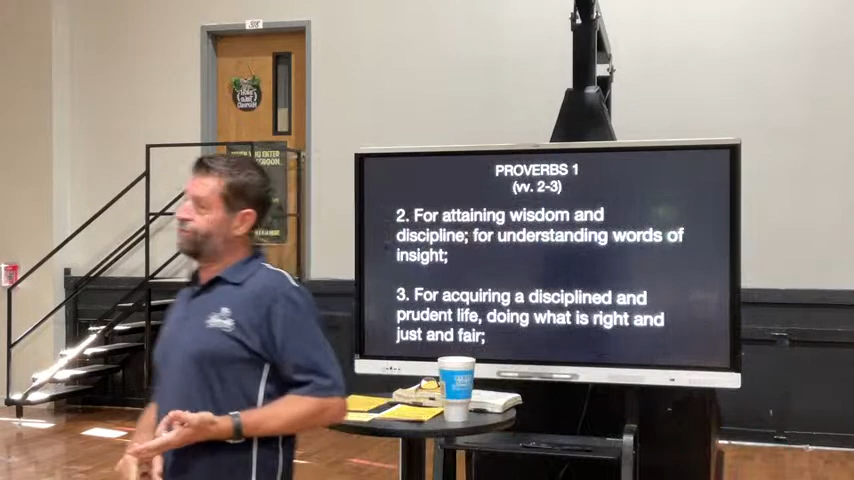 PROVERBS 1
(vv. 2-3)
2. For attaining wisdom and
discipline; for understanding words of
insight;
3. For acquiring a disciplined and
prudent life, doing what is right and
just and fair;